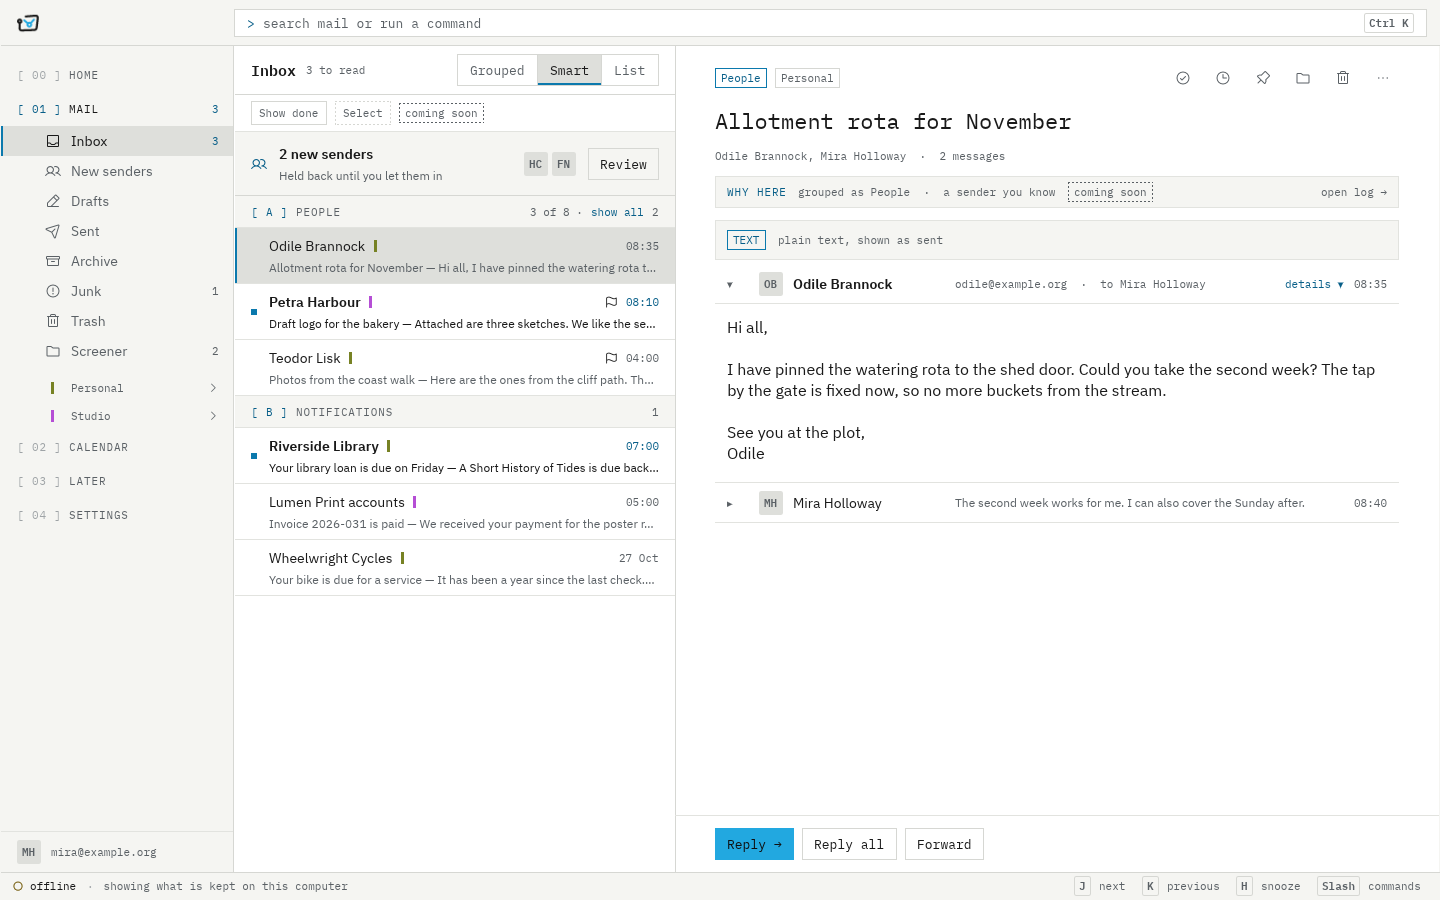 > search mail or run a command
Ctrl K
[ 00 ] HOME
[ 01 ] MAIL 3
Inbox 3
New senders
Drafts
Sent
Archive
Junk 1
Trash
Screener 2
Personal
Studio
[ 02 ] CALENDAR
[ 03 ] LATER
[ 04 ] SETTINGS
MH mira@example.org
Inbox 3 to read
Grouped Smart List
Show done Select coming soon
2 new senders
Held back until you let them in
HC FN Review
[ A ] PEOPLE 3 of 8 · show all 2
Odile Brannock 08:35
Allotment rota for November — Hi all, I have pinned the watering rota t…
Petra Harbour 08:10
Draft logo for the bakery — Attached are three sketches. We like the se…
Teodor Lisk 04:00
Photos from the coast walk — Here are the ones from the cliff path. Th…
[ B ] NOTIFICATIONS 1
Riverside Library 07:00
Your library loan is due on Friday — A Short History of Tides is due back…
Lumen Print accounts 05:00
Invoice 2026-031 is paid — We received your payment for the poster r…
Wheelwright Cycles 27 Oct
Your bike is due for a service — It has been a year since the last check.…
People Personal
Allotment rota for November
Odile Brannock, Mira Holloway · 2 messages
WHY HERE grouped as People · a sender you know coming soon open log →
TEXT plain text, shown as sent
▾ OB Odile Brannock odile@example.org · to Mira Holloway details ▾ 08:35
Hi all,
I have pinned the watering rota to the shed door. Could you take the second week? The tap
by the gate is fixed now, so no more buckets from the stream.
See you at the plot,
Odile
▸ MH Mira Holloway The second week works for me. I can also cover the Sunday after. 08:40
Reply → Reply all Forward
offline · showing what is kept on this computer
J next K previous H snooze Slash commands